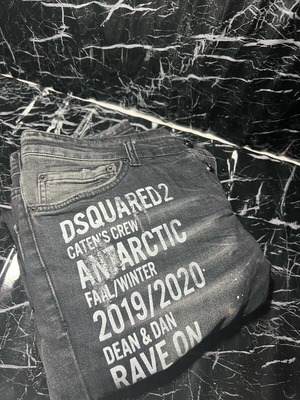 DSQUARED2
CATEN'S CREW
ANTARCTIC
FALL/WINTER
2019/2020
DEAN & DAN
RAVE ON